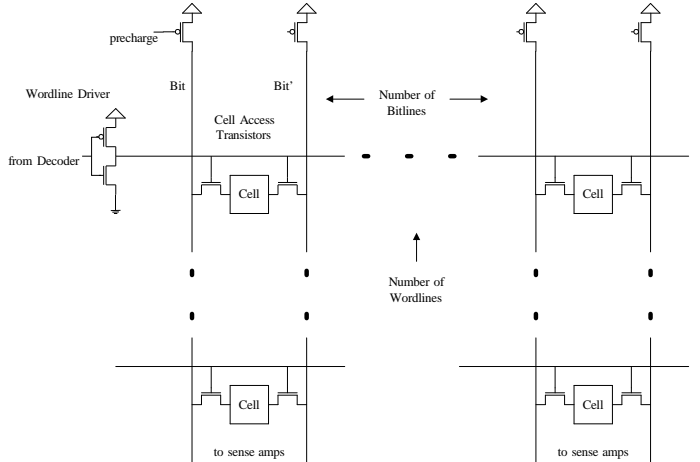 precharge
Wordline Driver
Bit
Bit'
Number of
Bitlines
Cell Access
Transistors
from Decoder
Cell
Cell
Number of
Wordlines
Cell
Cell
to sense amps
to sense amps